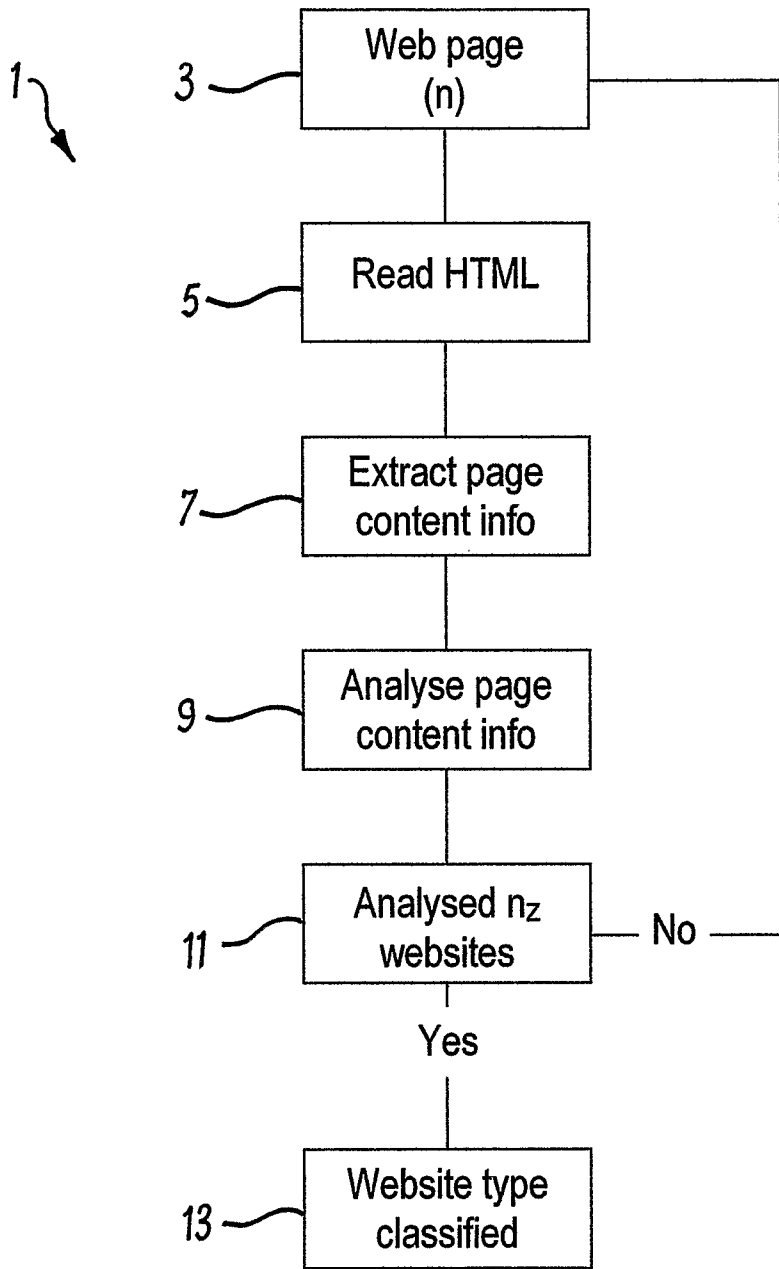 1
3
Web page
(n)
5
Read HTML
7
Extract page
content info
9
Analyse page
content info
11
Analysed nz
websites
No
Yes
13
Website type
classified